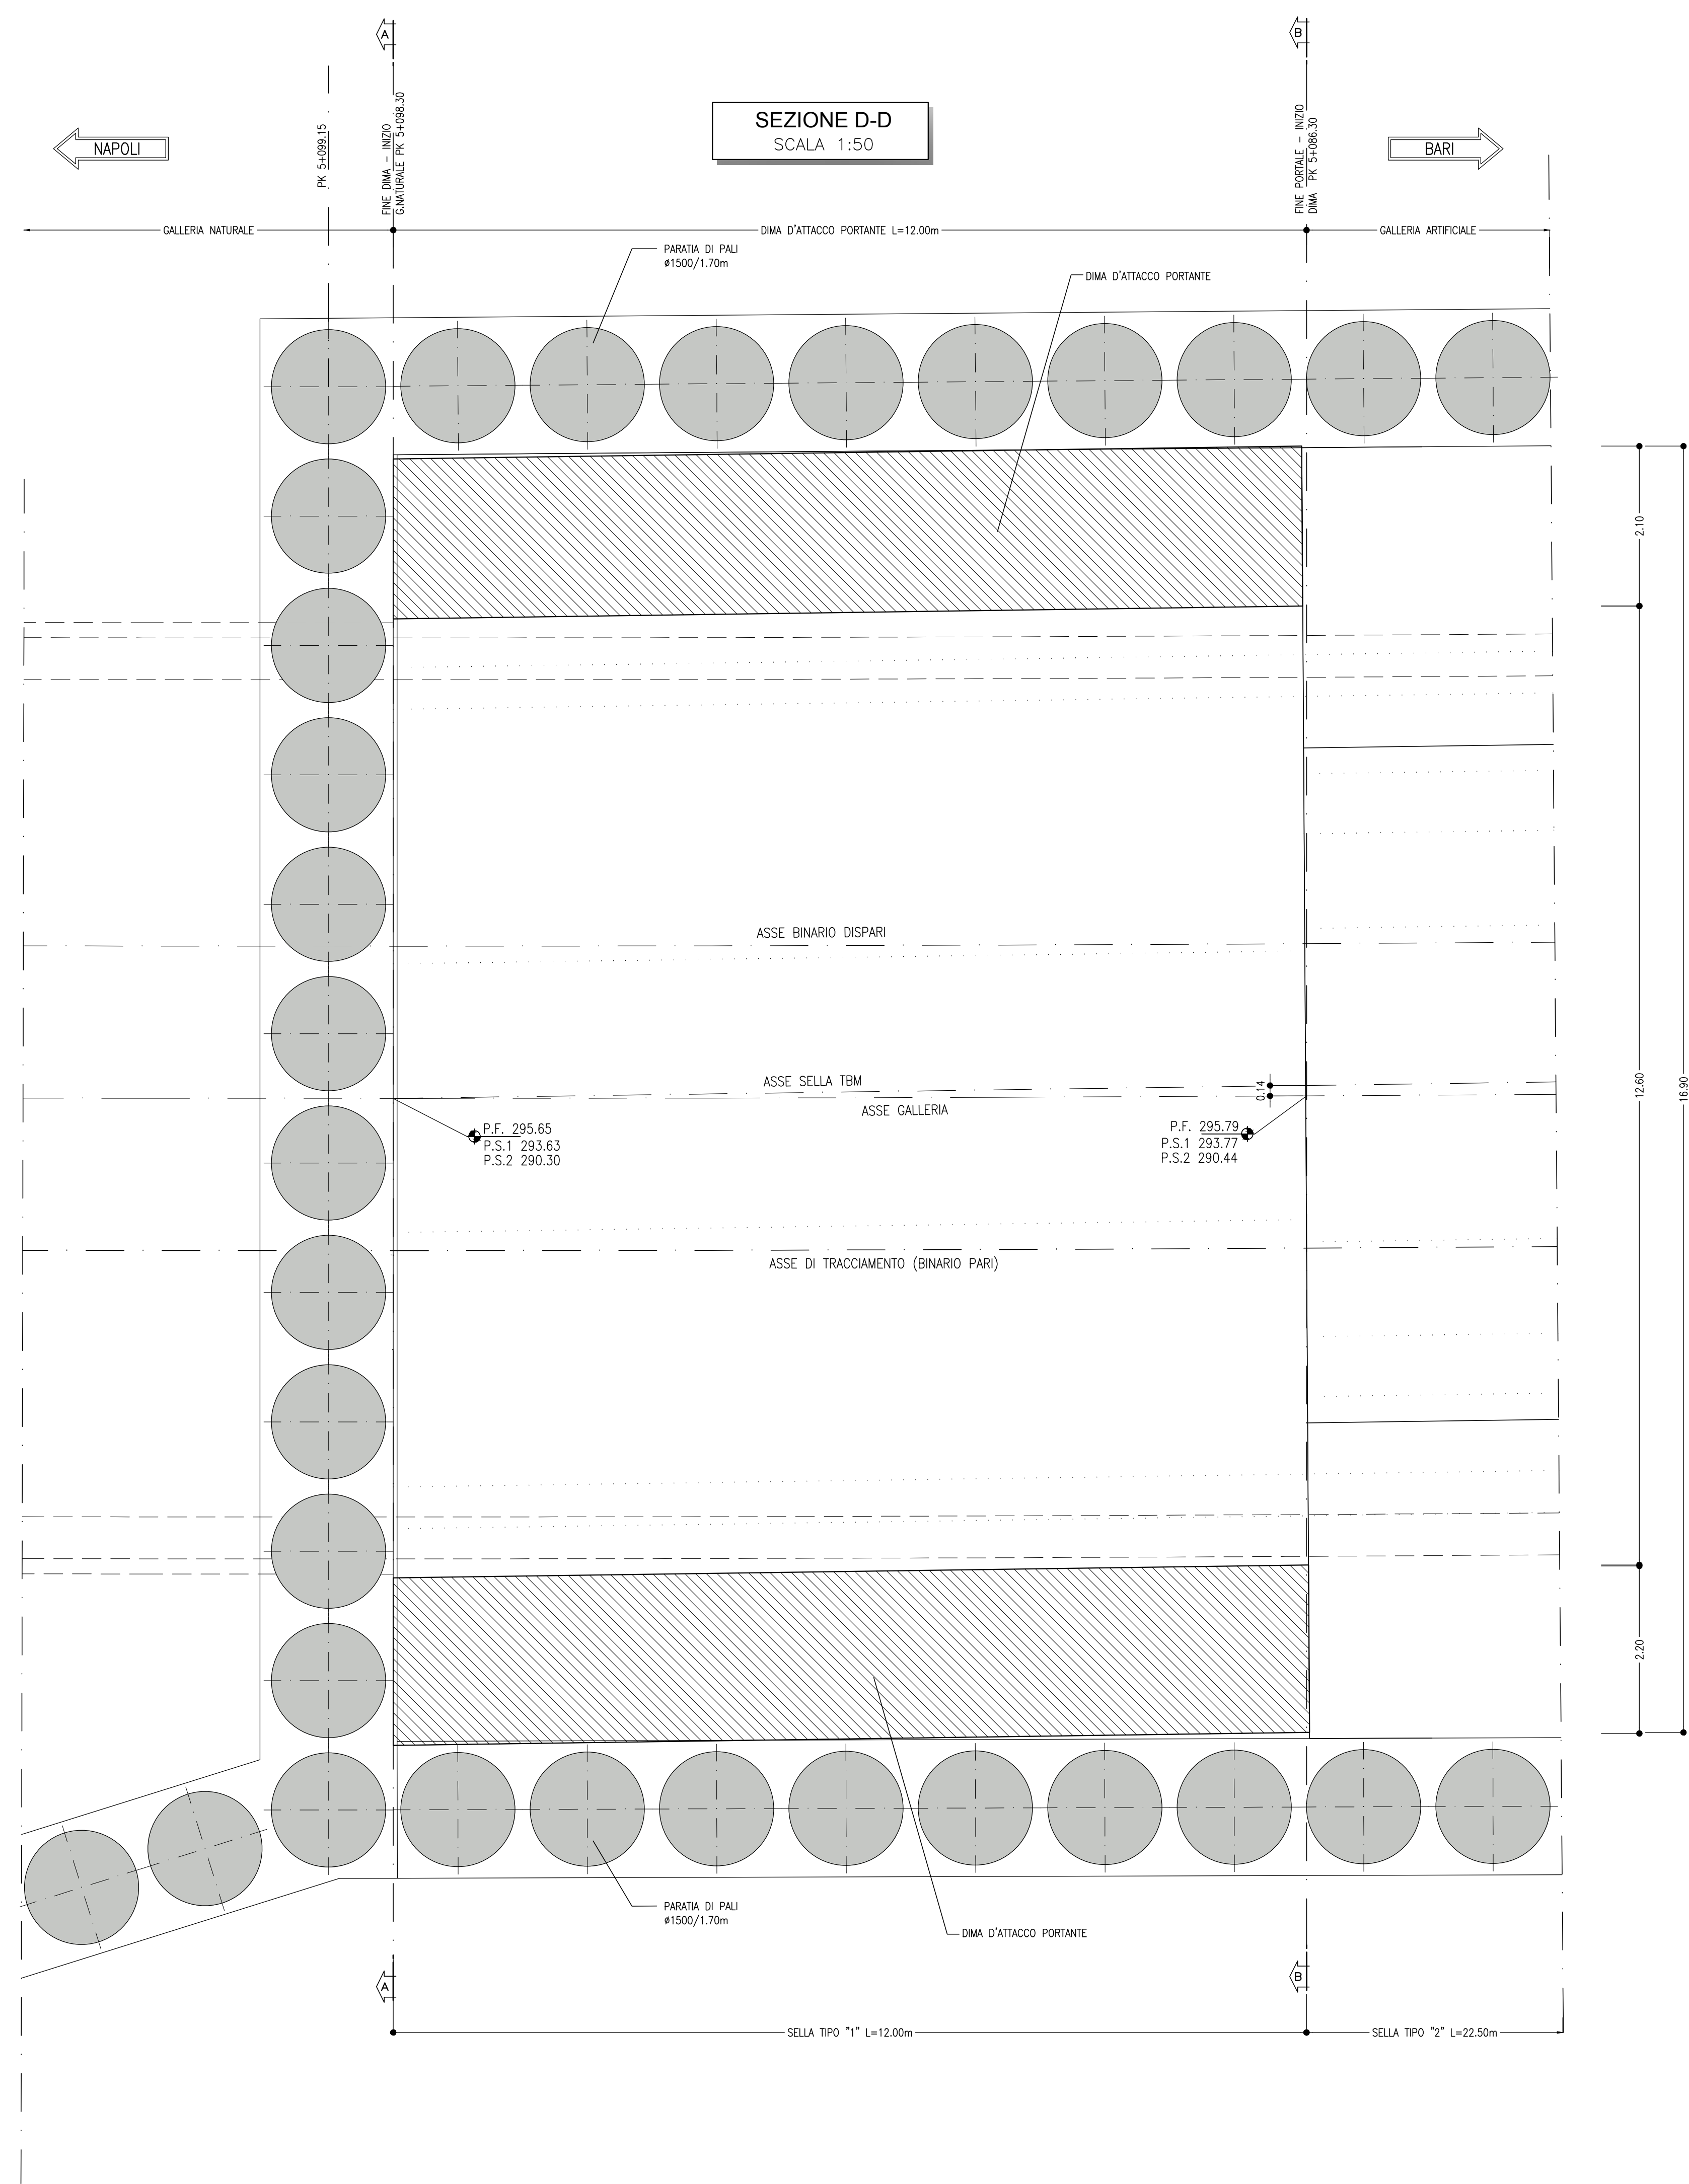 A
B
SEZIONE D-D
SCALA 1:50
NAPOLI
BARI
PK 5+099.15
FINE DIMA - INIZIO
G.NATURALE PK 5+098.30
FINE PORTALE - INIZIO
DIMA PK 5+086.30
GALLERIA NATURALE
DIMA D'ATTACCO PORTANTE L=12.00m
GALLERIA ARTIFICIALE
PARATIA DI PALI
ø1500/1.70m
DIMA D'ATTACCO PORTANTE
2.10
ASSE BINARIO DISPARI
ASSE SELLA TBM
0.14
12.60
16.90
ASSE GALLERIA
P.F. 295.65
P.S.1 293.63
P.S.2 290.30
P.F. 295.79
P.S.1 293.77
P.S.2 290.44
ASSE DI TRACCIAMENTO (BINARIO PARI)
2.20
PARATIA DI PALI
ø1500/1.70m
DIMA D'ATTACCO PORTANTE
A
B
SELLA TIPO "1" L=12.00m
SELLA TIPO "2" L=22.50m